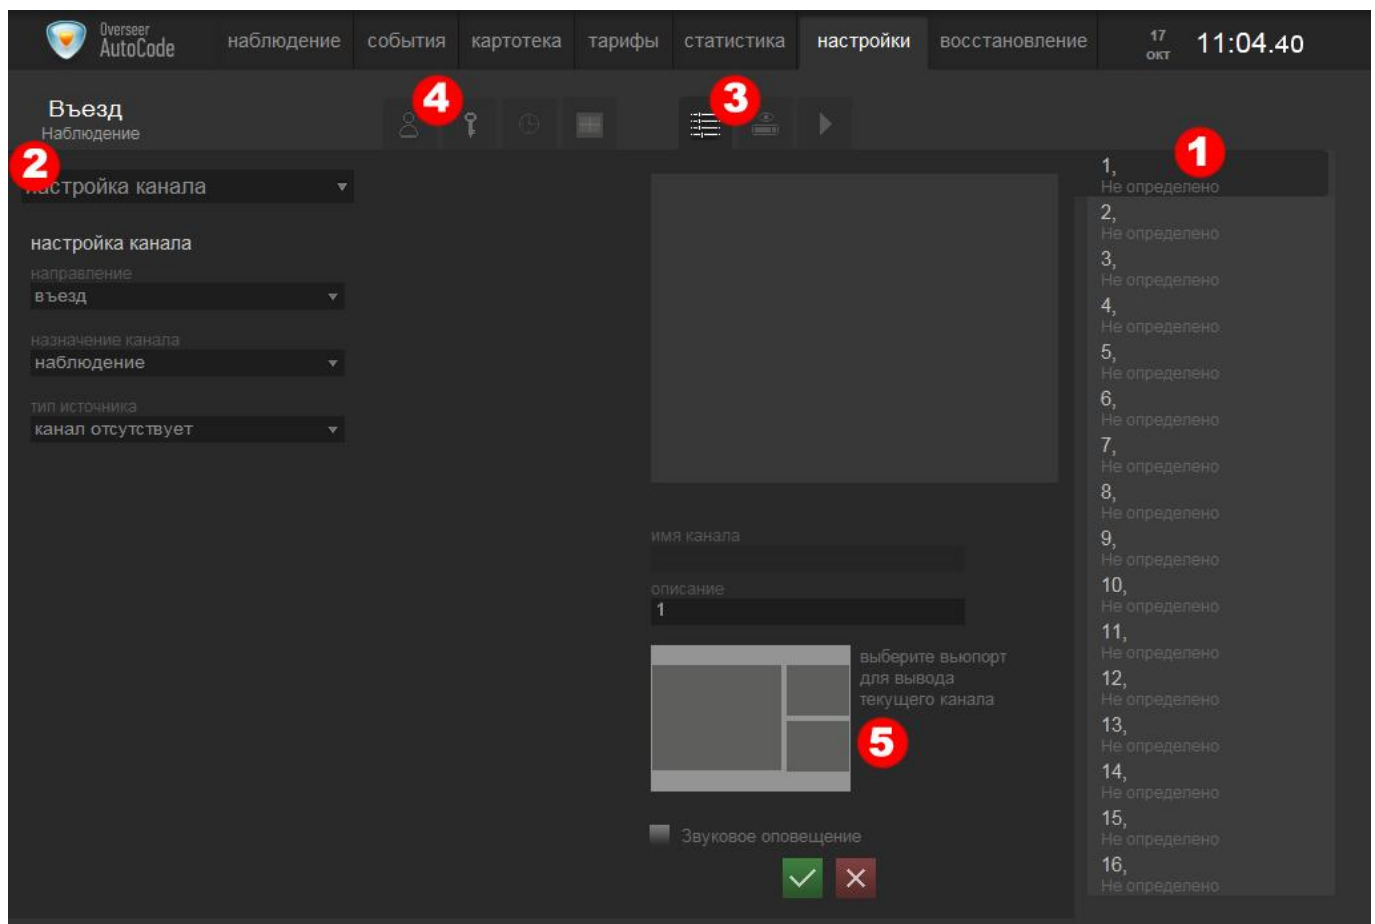 Overseer
AutoCode
наблюдение
события
картотека
тарифы
статистика
настройки
восстановление
17
окт
11:04.40
Въезд
Наблюдение
4
3
1
2
настройка канала
настройка канала
направление
въезд
назначение канала
наблюдение
тип источника
канал отсутствует
имя канала
описание
1
выберите вьюпорт
для вывода
текущего канала
5
Звуковое оповещение
1,
Не определено
2,
Не определено
3,
Не определено
4,
Не определено
5,
Не определено
6,
Не определено
7,
Не определено
8,
Не определено
9,
Не определено
10,
Не определено
11,
Не определено
12,
Не определено
13,
Не определено
14,
Не определено
15,
Не определено
16,
Не определено